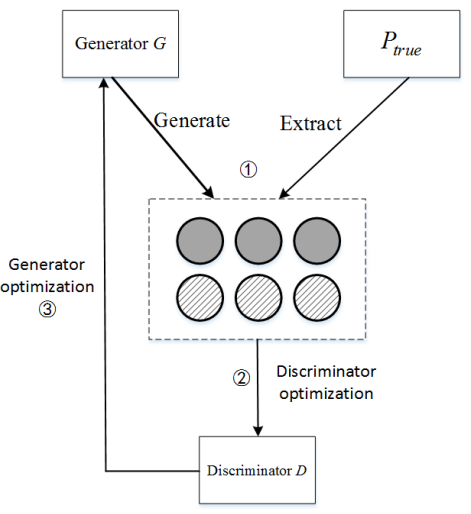 Generator G
P_true
Generate
Extract
①
Generator
optimization
③
②
Discriminator
optimization
Discriminator D